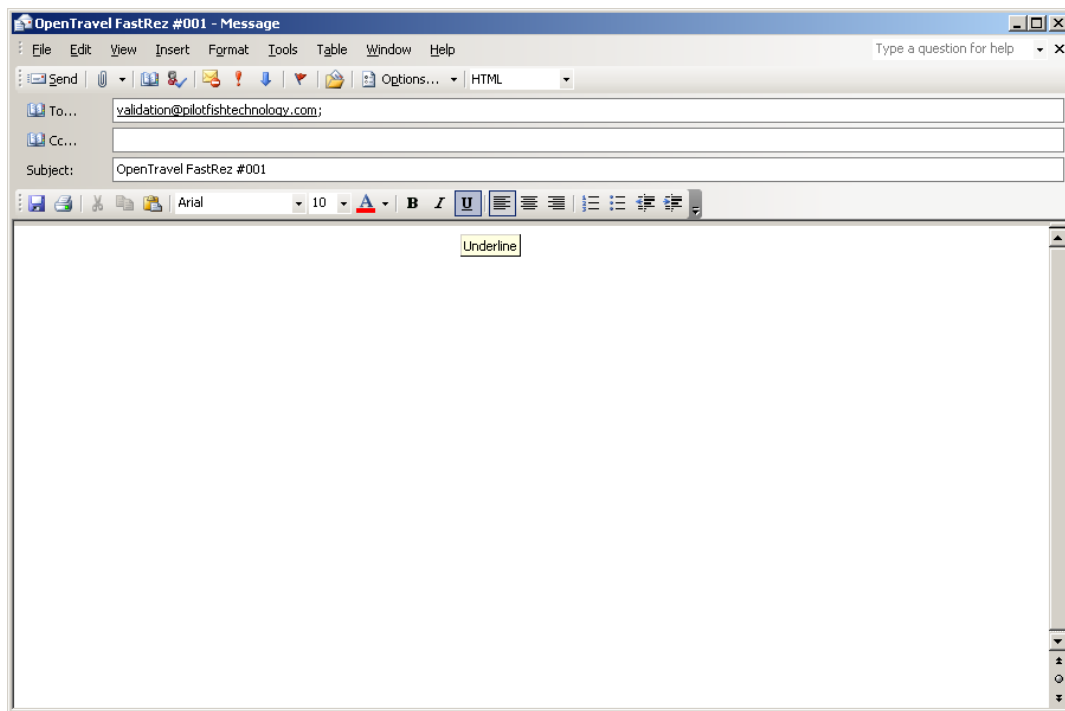 OpenTravel FastRez #001 - Message
File Edit View Insert Format Tools Table Window Help Type a question for help
Send Options... HTML
To... validation@pilotfishtechnology.com;
Cc...
Subject: OpenTravel FastRez #001
Arial 10 A B I U
Underline